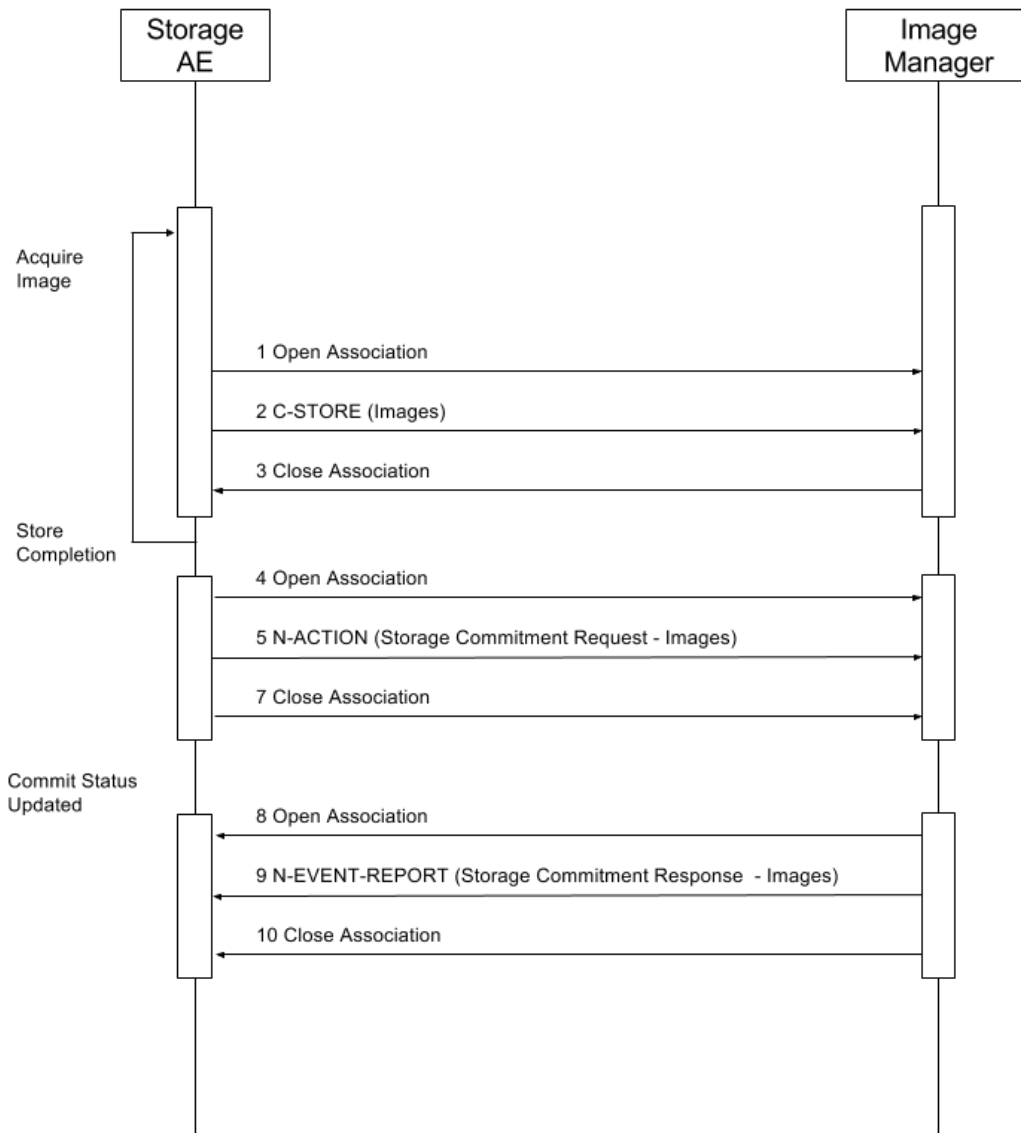 Storage
AE
Image
Manager
Acquire
Image
1 Open Association
2 C-STORE (Images)
3 Close Association
Store
Completion
4 Open Association
5 N-ACTION (Storage Commitment Request - Images)
7 Close Association
Commit Status
Updated
8 Open Association
9 N-EVENT-REPORT (Storage Commitment Response - Images)
10 Close Association